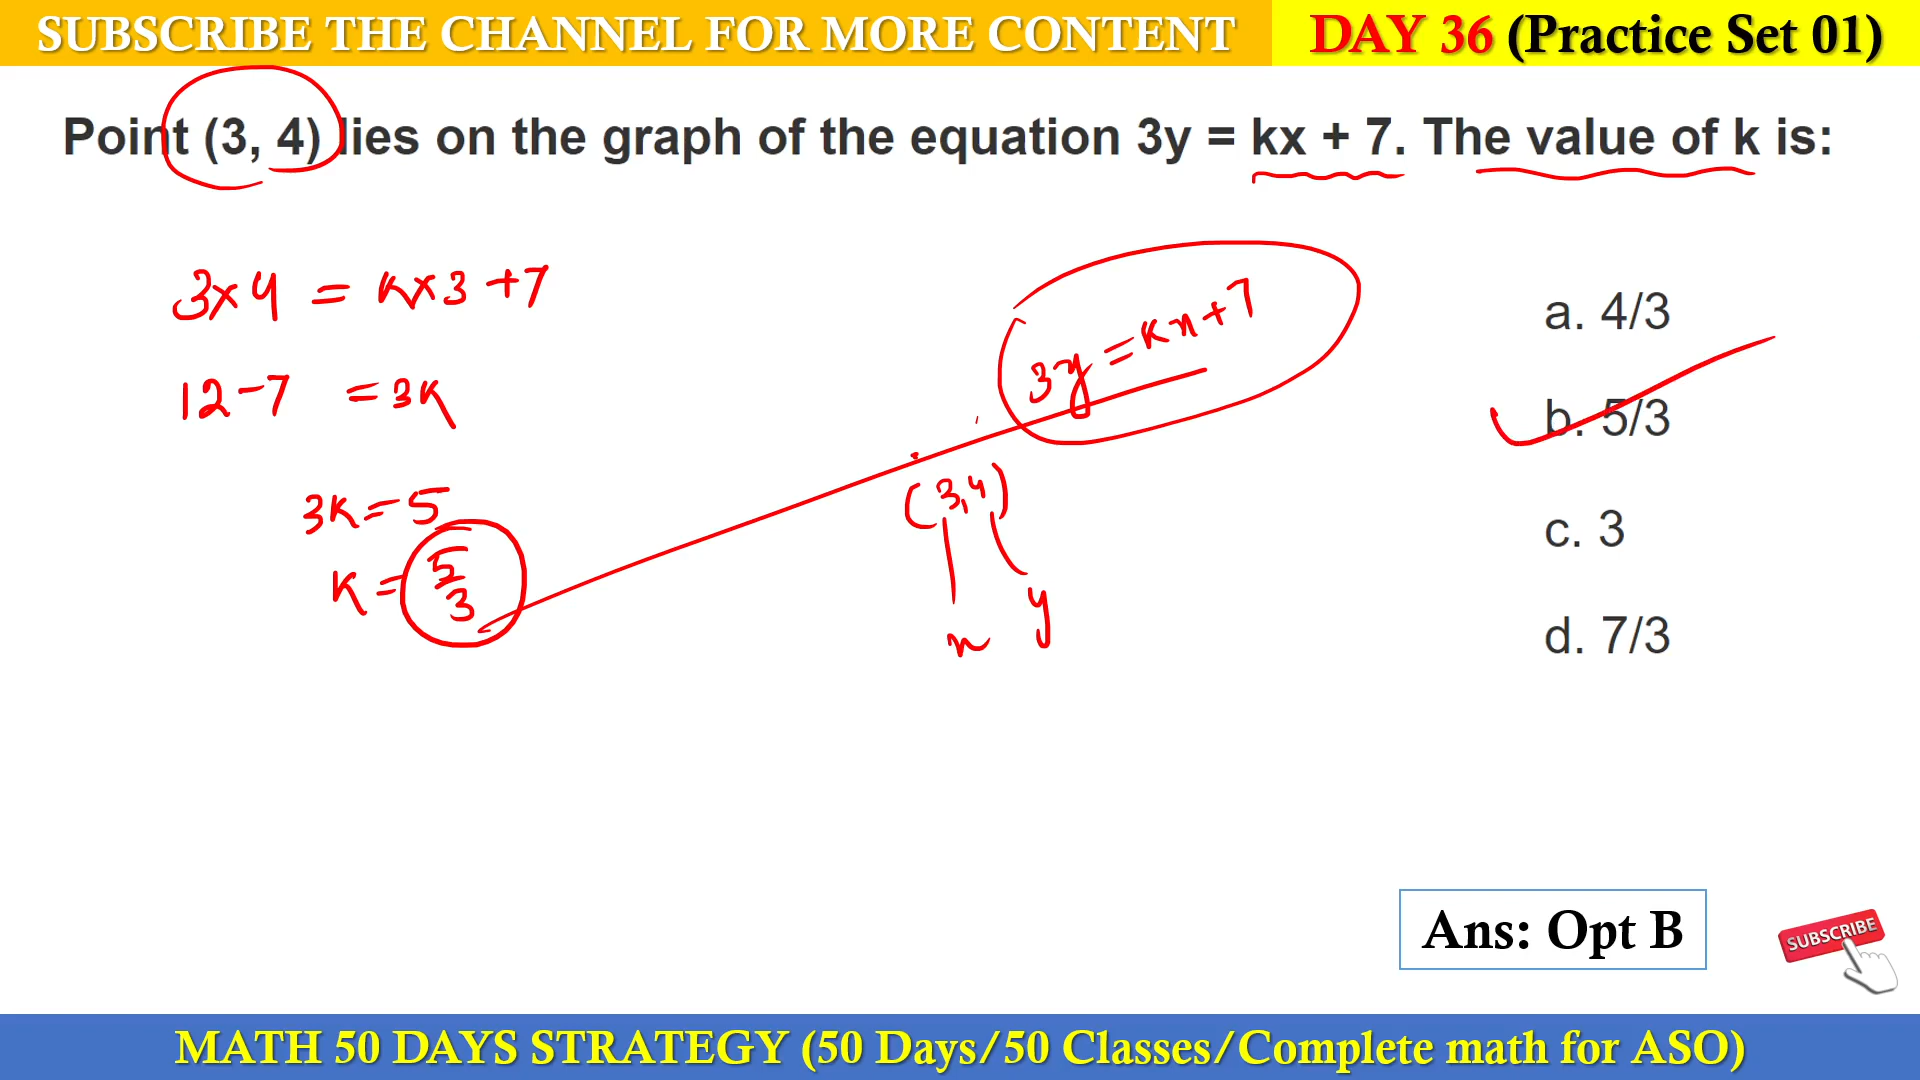 SUBSCRIBE THE CHANNEL FOR MORE CONTENT
DAY 36 (Practice Set 01)
Point (3, 4) lies on the graph of the equation 3y = kx + 7. The value of k is:
3×4 = k×3 +7
12-7 = 3k
3k = 5
k = 5/3
3y = kx + 7
(3,4)
x y
a. 4/3
b. 5/3
c. 3
d. 7/3
Ans: Opt B
SUBSCRIBE
MATH 50 DAYS STRATEGY (50 Days/50 Classes/Complete math for ASO)